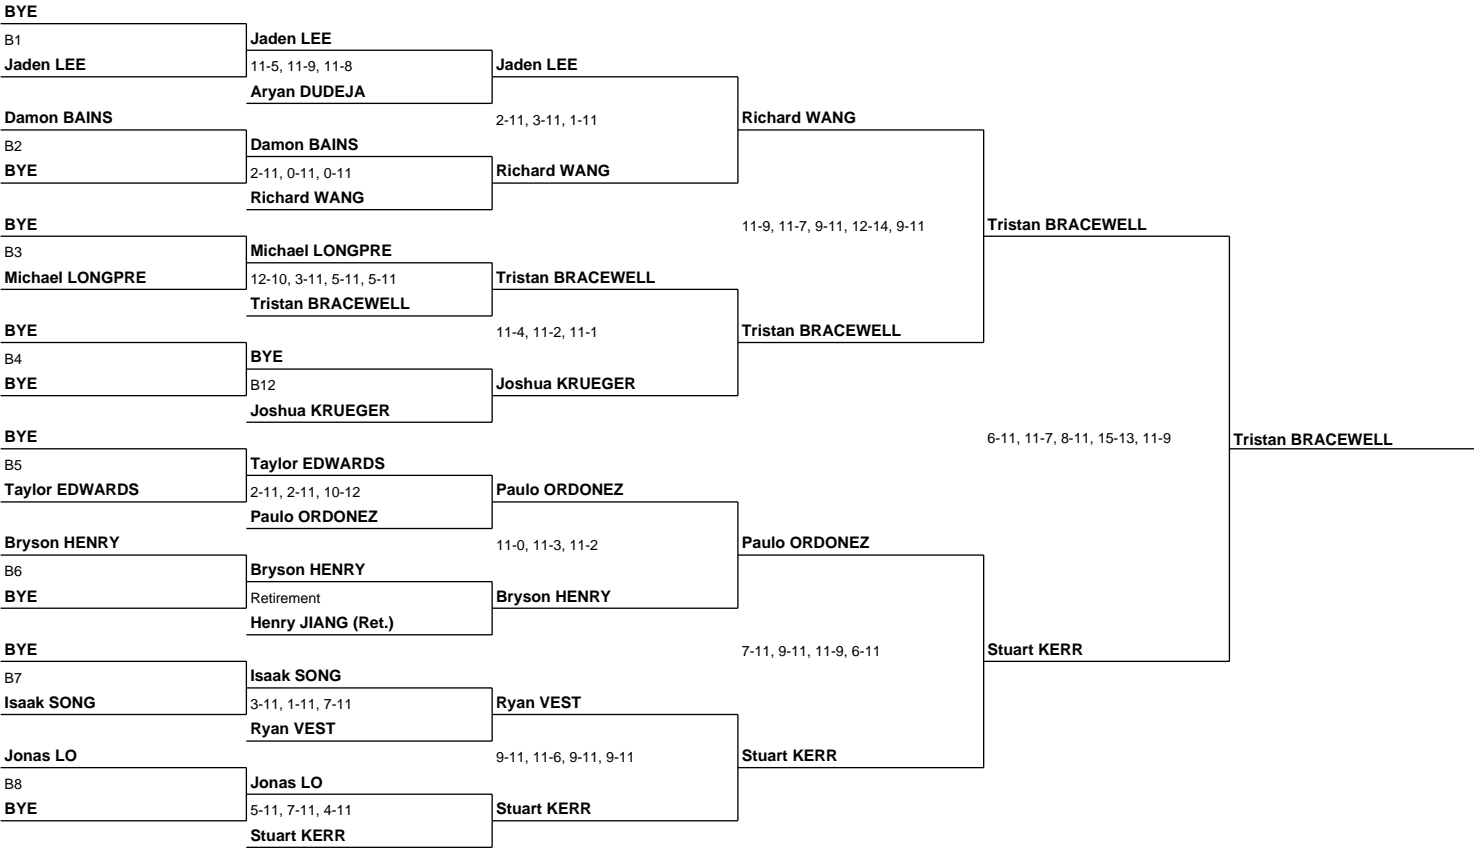 BYE
B1
Jaden LEE
Damon BAINS
B2
BYE
BYE
B3
Michael LONGPRE
BYE
B4
BYE
BYE
B5
Taylor EDWARDS
Bryson HENRY
B6
BYE
BYE
B7
Isaak SONG
Jonas LO
B8
BYE
Jaden LEE
11-5, 11-9, 11-8
Aryan DUDEJA
Damon BAINS
2-11, 0-11, 0-11
Richard WANG
Michael LONGPRE
12-10, 3-11, 5-11, 5-11
Tristan BRACEWELL
BYE
B12
Joshua KRUEGER
Taylor EDWARDS
2-11, 2-11, 10-12
Paulo ORDONEZ
Bryson HENRY
Retirement
Henry JIANG (Ret.)
Isaak SONG
3-11, 1-11, 7-11
Ryan VEST
Jonas LO
5-11, 7-11, 4-11
Stuart KERR
Jaden LEE
2-11, 3-11, 1-11
Richard WANG
Tristan BRACEWELL
11-4, 11-2, 11-1
Joshua KRUEGER
Paulo ORDONEZ
11-0, 11-3, 11-2
Bryson HENRY
Ryan VEST
9-11, 11-6, 9-11, 9-11
Stuart KERR
Richard WANG
11-9, 11-7, 9-11, 12-14, 9-11
Tristan BRACEWELL
Paulo ORDONEZ
7-11, 9-11, 11-9, 6-11
Stuart KERR
Tristan BRACEWELL
6-11, 11-7, 8-11, 15-13, 11-9
Stuart KERR
Tristan BRACEWELL